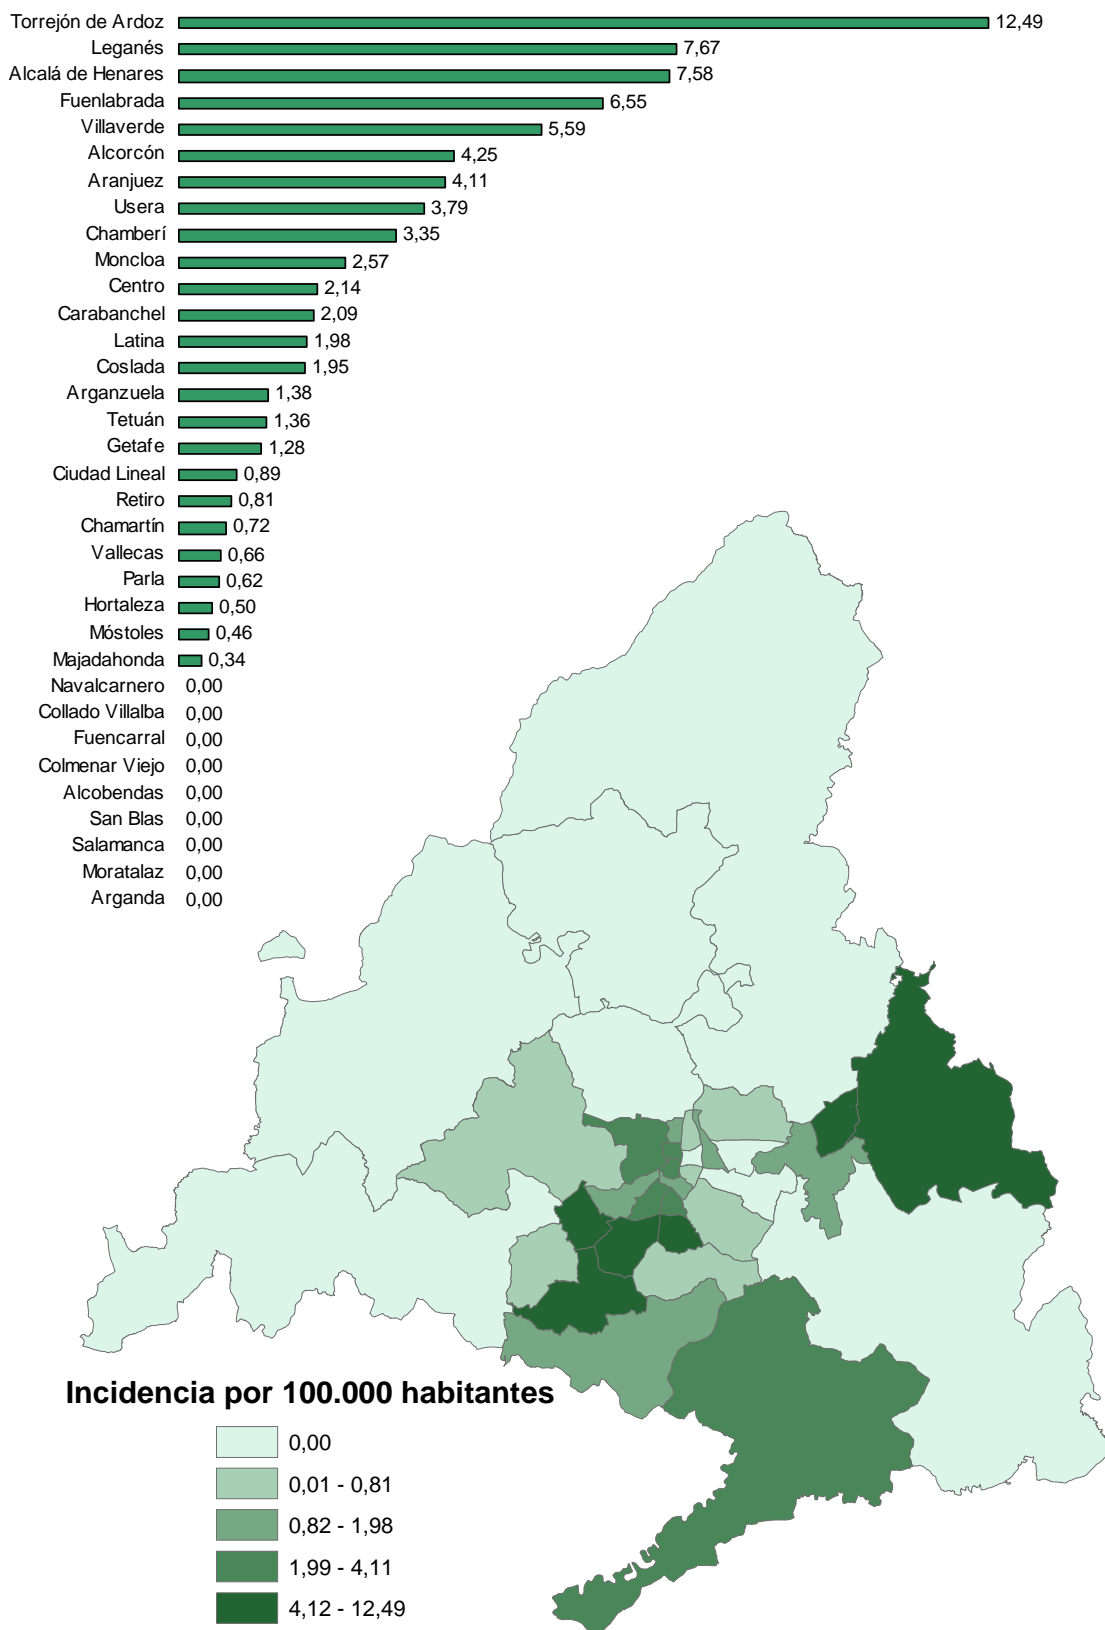 Torrejón de Ardoz 12,49
Leganés 7,67
Alcalá de Henares 7,58
Fuenlabrada 6,55
Villaverde 5,59
Alcorcón 4,25
Aranjuez 4,11
Usera 3,79
Chamberí 3,35
Moncloa 2,57
Centro 2,14
Carabanchel 2,09
Latina 1,98
Coslada 1,95
Arganzuela 1,38
Tetuán 1,36
Getafe 1,28
Ciudad Lineal 0,89
Retiro 0,81
Chamartín 0,72
Vallecas 0,66
Parla 0,62
Hortaleza 0,50
Móstoles 0,46
Majadahonda 0,34
Navalcarnero 0,00
Collado Villalba 0,00
Fuencarral 0,00
Colmenar Viejo 0,00
Alcobendas 0,00
San Blas 0,00
Salamanca 0,00
Moratalaz 0,00
Arganda 0,00
Incidencia por 100.000 habitantes
0,00
0,01 - 0,81
0,82 - 1,98
1,99 - 4,11
4,12 - 12,49